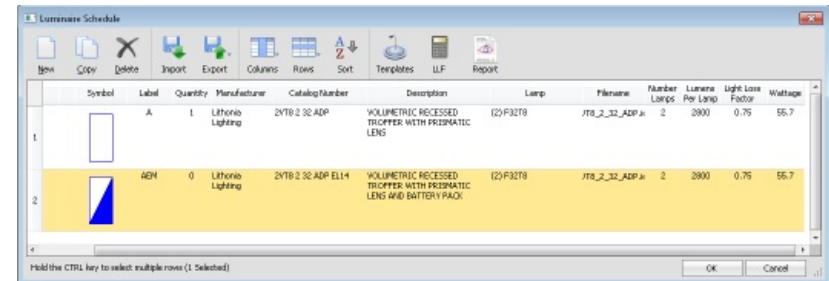 Luminaire Schedule
New Copy Delete Import Export Columns Rows Sort Templates LLF Report
Symbol Label Quantity Manufacturer Catalog Number Description Lamp Filename Number Lamps Lumens Per Lamp Light Loss Factor Wattage
1 A 1 Lithonia Lighting 2VT8 2 32 ADP VOLUMETRIC RECESSED TROFFER WITH PRISMATIC LENS (2) F32T8 2 2800 0.75 55.7
2 AEM 0 Lithonia Lighting 2VT8 2 32 ADP EL14 VOLUMETRIC RECESSED TROFFER WITH PRISMATIC LENS AND BATTERY PACK (2) F32T8 2 2800 0.75 55.7
Hold the CTRL key to select multiple rows (1 Selected)
OK Cancel